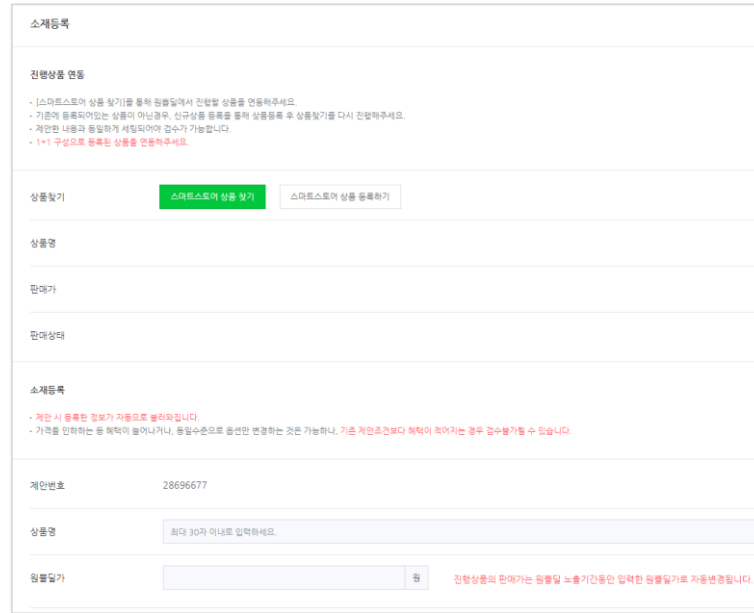 소재등록
진행상품 연동
· [스마트스토어 상품 찾기]를 통해 원쁠딜에서 진행할 상품을 연동해주세요.
· 기존에 등록되어있는 상품이 아닌경우, 신규상품 등록을 통해 상품등록 후 상품찾기를 다시 진행해주세요.
· 제안한 내용과 동일하게 세팅되어야 검수가 가능합니다.
· 1+1 구성으로 등록된 상품을 연동해주세요.
상품찾기 스마트스토어 상품 찾기 스마트스토어 상품 등록하기
상품명
판매가
판매상태
소재등록
· 제안 시 등록한 정보가 자동으로 불러와집니다.
· 가격을 인하하는 등 혜택이 늘어나거나, 동일수준으로 옵션만 변경하는 것은 가능하나, 기존 제안조건보다 혜택이 적어지는 경우 검수불가될 수 있습니다.
제안번호 28696677
상품명 최대 30자 이내로 입력하세요.
원쁠딜가 원 진행상품의 판매가는 원쁠딜 노출기간동안 입력한 원쁠딜가로 자동변경됩니다.